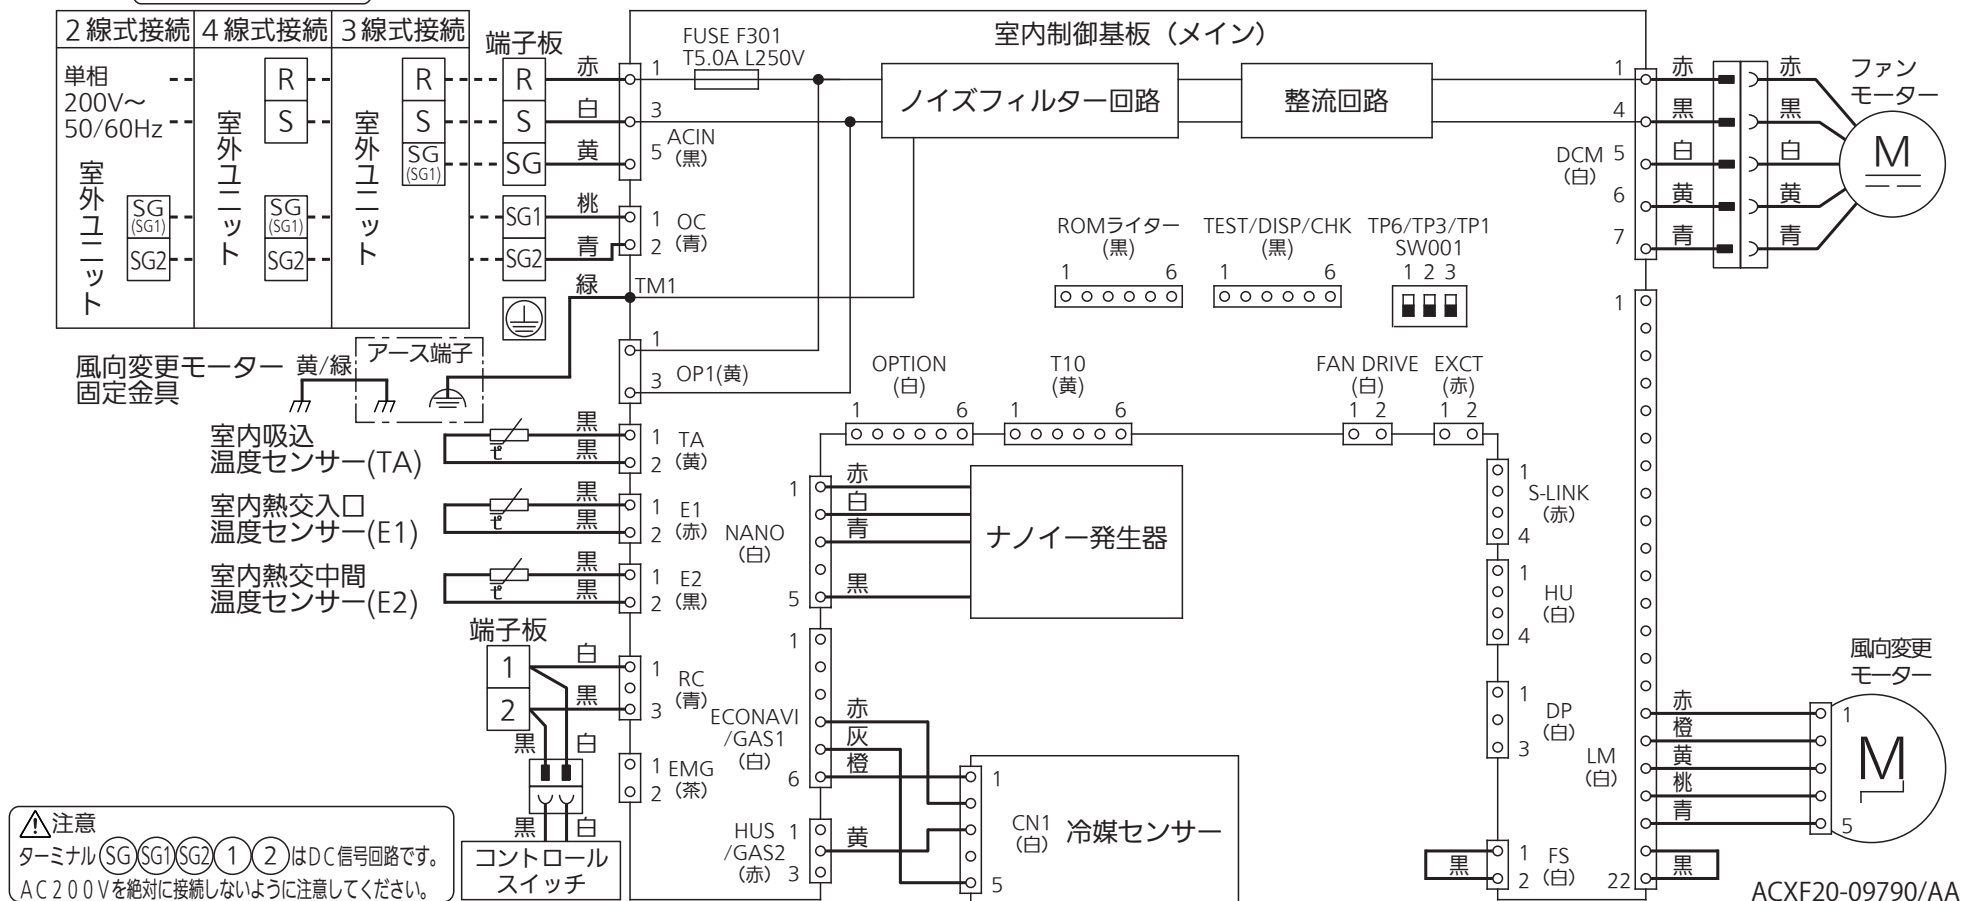 2線式接続 4線式接続 3線式接続
端子板
単相
200V～
50/60Hz
室外ユニット
SG
(SG1)
SG2
R
S
室外ユニット
SG
(SG1)
SG2
R
S
SG
(SG1)
室外ユニット
R
S
SG
SG1
SG2
赤
白
黄
桃
青
緑
1
3
5
ACIN
(黒)
1
2
OC
(青)
TM1
FUSE F301
T5.0A L250V
室内制御基板（メイン）
ノイズフィルター回路
整流回路
1
4
5
6
7
DCM
(白)
赤
黒
白
黄
青
赤
黒
白
黄
青
ファン
モーター
M
ROMライター
(黒)
1 6
TEST/DISP/CHK
(黒)
1 6
TP6/TP3/TP1
SW001
1 2 3
風向変更モーター
固定金具
黄/緑
アース端子
1
3
OP1(黄)
OPTION
(白)
1 6
T10
(黄)
1 6
FAN DRIVE
(白)
1 2
EXCT
(赤)
1 2
室内吸込
温度センサー(TA)
t°
黒
黒
1
2
TA
(黄)
室内熱交入口
温度センサー(E1)
t°
黒
黒
1
2
E1
(赤)
室内熱交中間
温度センサー(E2)
t°
黒
黒
1
2
E2
(黒)
NANO
(白)
1
5
赤
白
青
黒
ナノイー発生器
1
S-LINK
(赤)
4
1
HU
(白)
4
1
DP
(白)
3
端子板
1
2
白
黒
1
3
RC
(青)
黒
白
黒
白
コントロール
スイッチ
1
2
EMG
(茶)
ECONAVI
/GAS1
(白)
1
6
赤
灰
橙
HUS
/GAS2
(赤)
1
3
黄
1
5
CN1
(白)
冷媒センサー
1
LM
(白)
22
赤
橙
黄
桃
青
風向変更
モーター
1
5
M
黒
1
2
FS
(白)
黒
注意
ターミナル SG SG1 SG2 1 2 はDC信号回路です。
AC200Vを絶対に接続しないように注意してください。
ACXF20-09790/AA